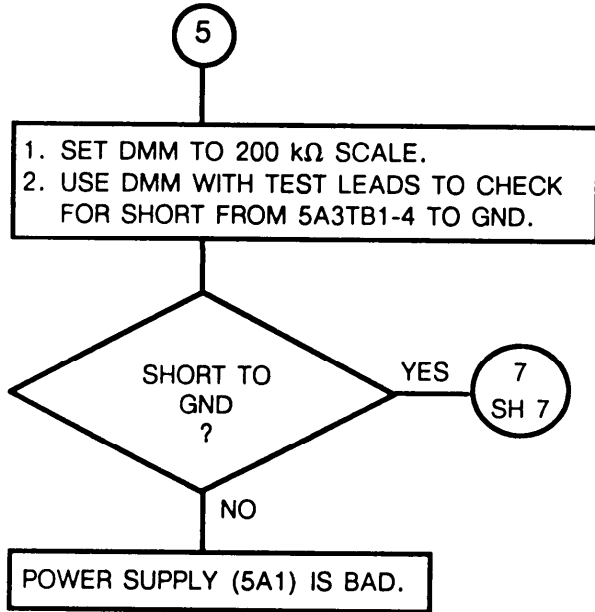 5
1. SET DMM TO 200 kΩ SCALE.
2. USE DMM WITH TEST LEADS TO CHECK
FOR SHORT FROM 5A3TB1-4 TO GND.
SHORT TO
GND
?
YES
7
SH 7
NO
POWER SUPPLY (5A1) IS BAD.